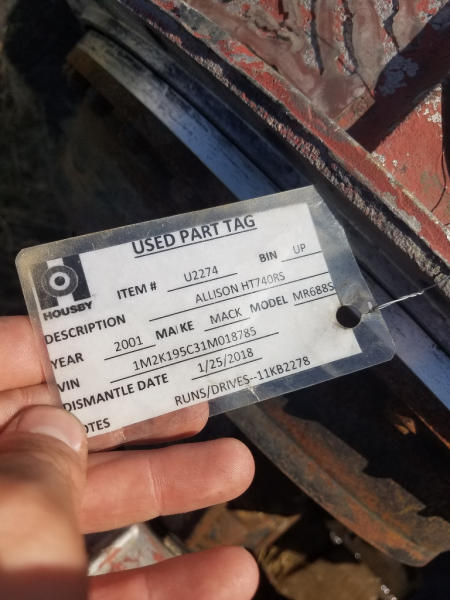 USED PART TAG
HOUSBY
ITEM # U2274 BIN UP
DESCRIPTION ALLISON HT740RS
YEAR 2001 MAKE MACK MODEL MR688S
VIN 1M2K195C31M018785
DISMANTLE DATE 1/25/2018
NOTES RUNS/DRIVES--11KB2278